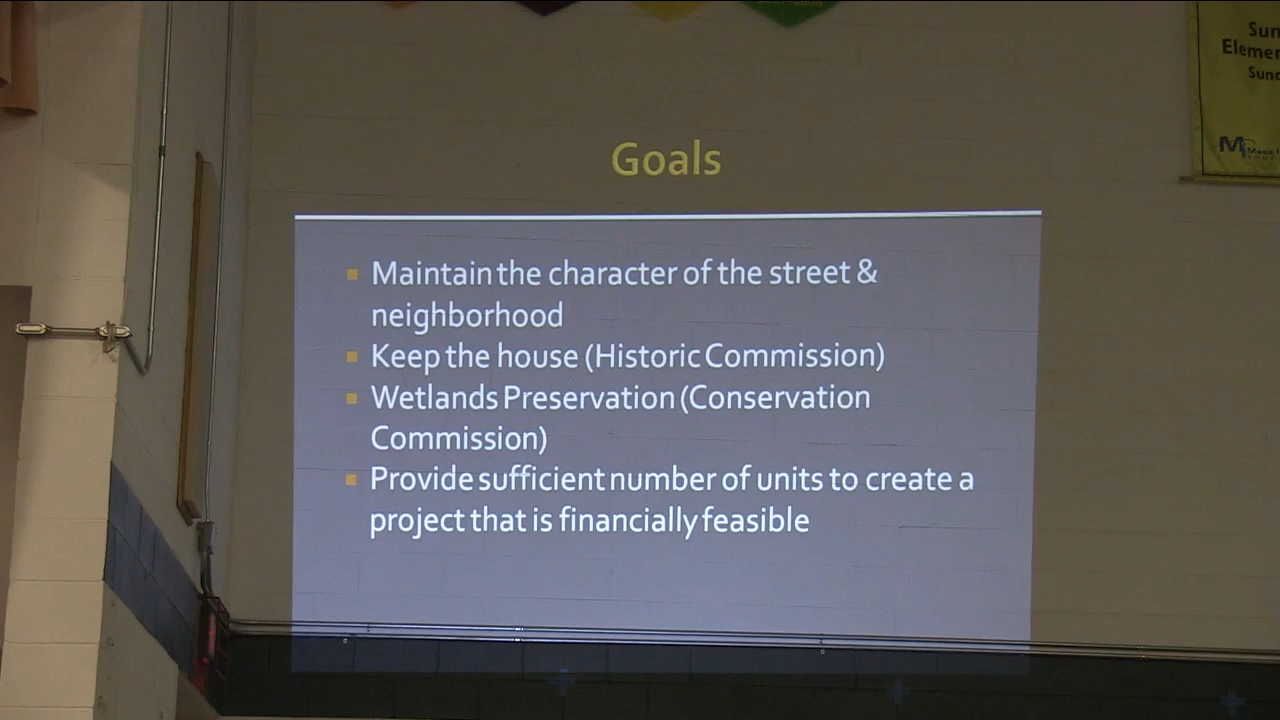 Goals
Maintain the character of the street &
neighborhood
Keep the house (Historic Commission)
Wetlands Preservation (Conservation
Commission)
Provide sufficient number of units to create a
project that is financially feasible